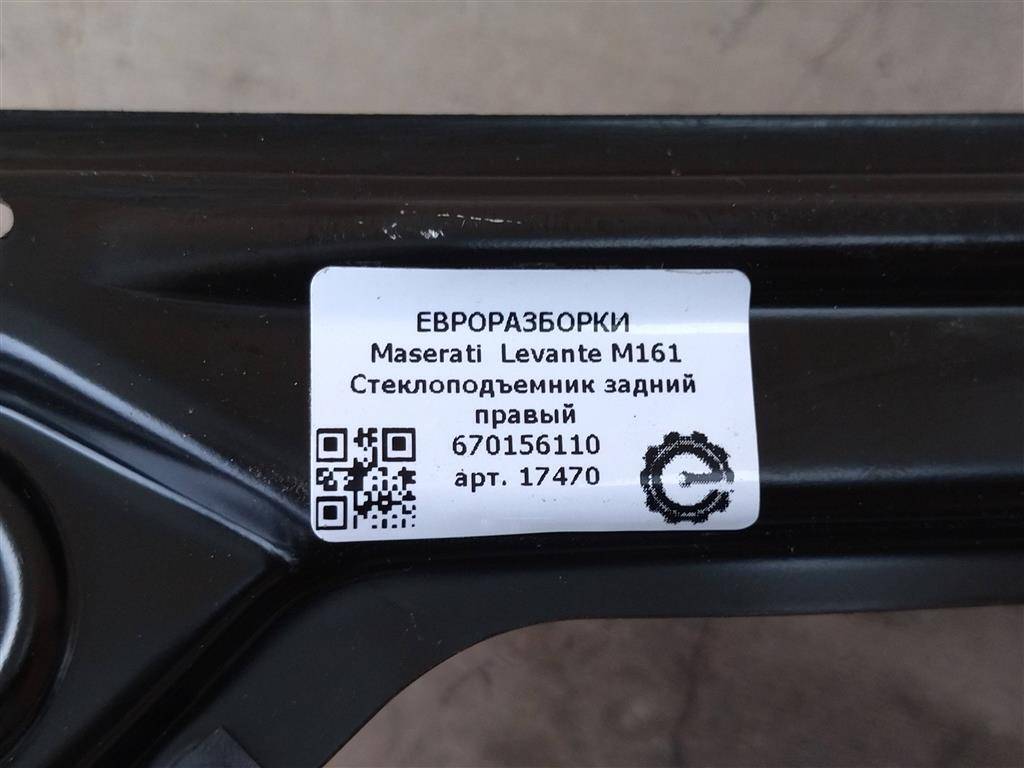 ЕВРОРАЗБОРКИ
Maserati Levante M161
Стеклоподъемник задний
правый
670156110
арт. 17470